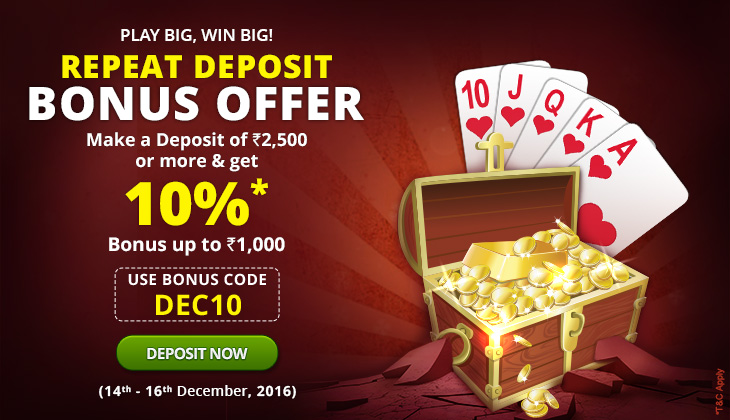 PLAY BIG, WIN BIG!
REPEAT DEPOSIT
BONUS OFFER
Make a Deposit of ₹2,500
or more & get
10%*
Bonus up to ₹1,000
USE BONUS CODE
DEC10
DEPOSIT NOW
(14th - 16th December, 2016)
10
J
Q
K
A
*T&C Apply